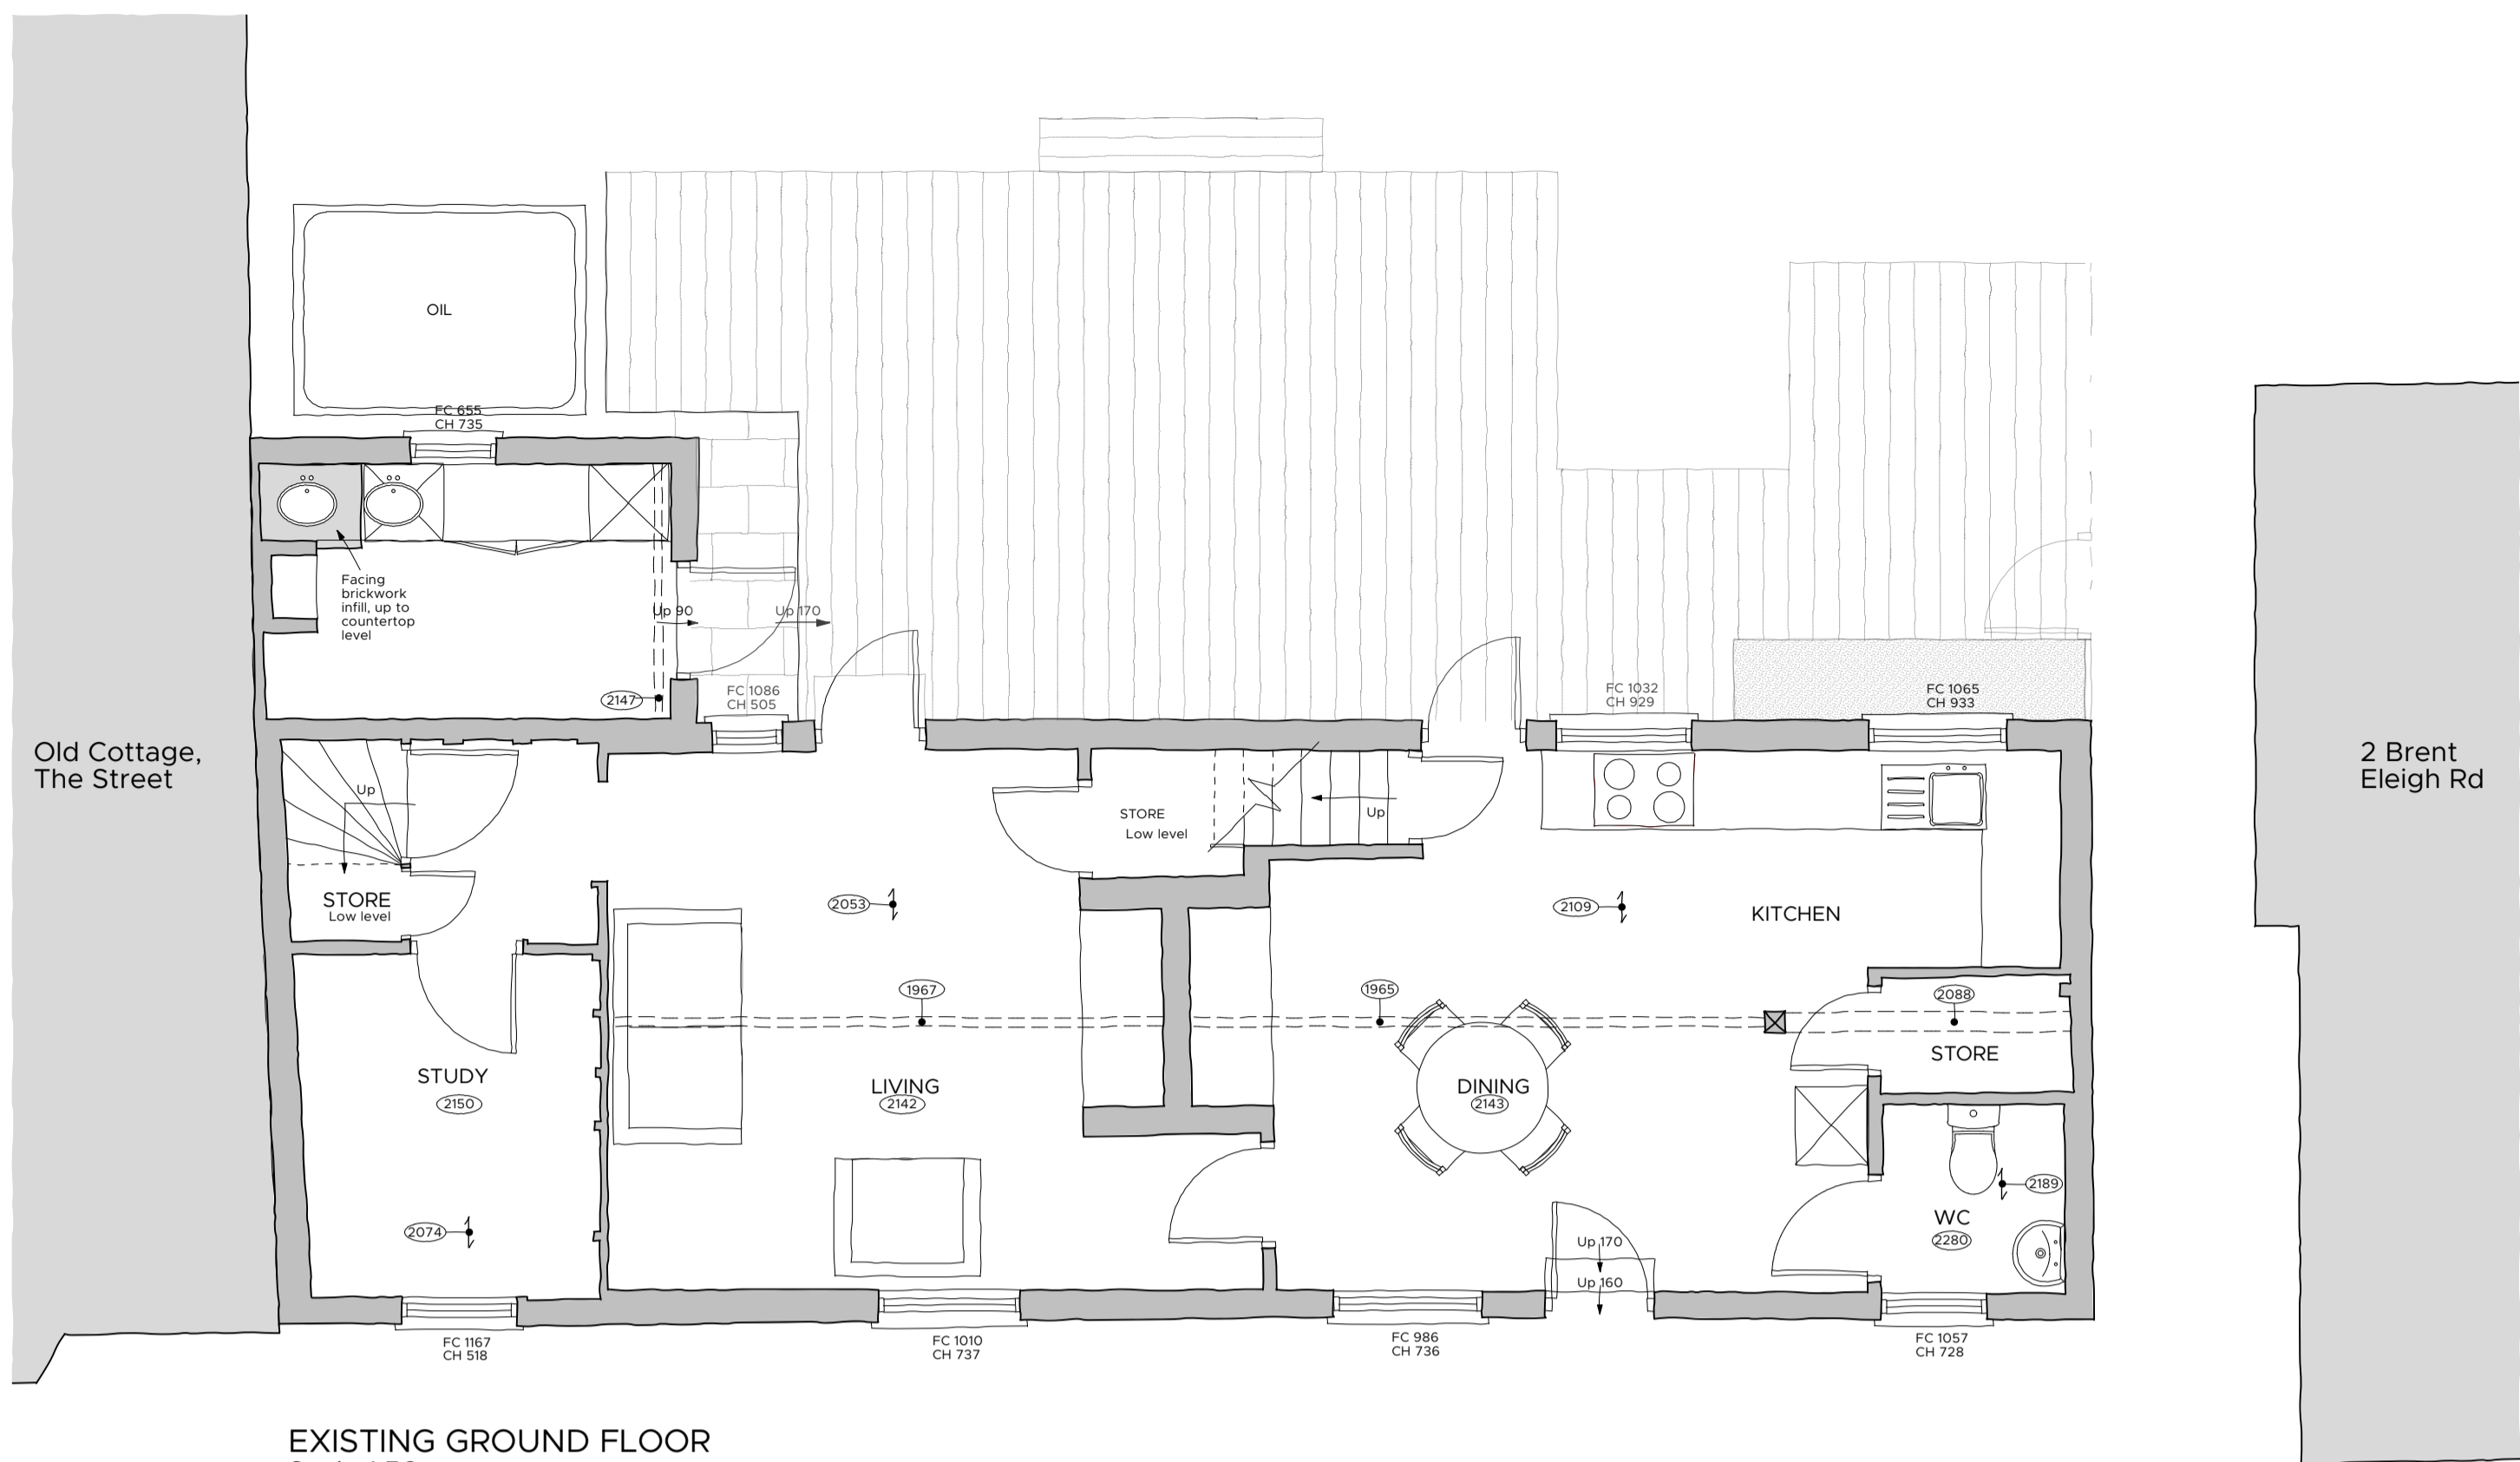 OIL
FC 655
CH 735
Facing
brickwork
infill, up to
countertop
level
Up 90
Up 170
2147
FC 1086
CH 505
FC 1032
CH 929
FC 1065
CH 933
Old Cottage,
The Street
2 Brent
Eleigh Rd
Up
STORE
Low level
STORE
Low level
Up
2053
2109
KITCHEN
1967
1965
2088
STORE
STUDY
2150
LIVING
2142
DINING
2143
2189
WC
2280
2074
Up 170
Up 160
FC 1167
CH 518
FC 1010
CH 737
FC 986
CH 736
FC 1057
CH 728
EXISTING GROUND FLOOR